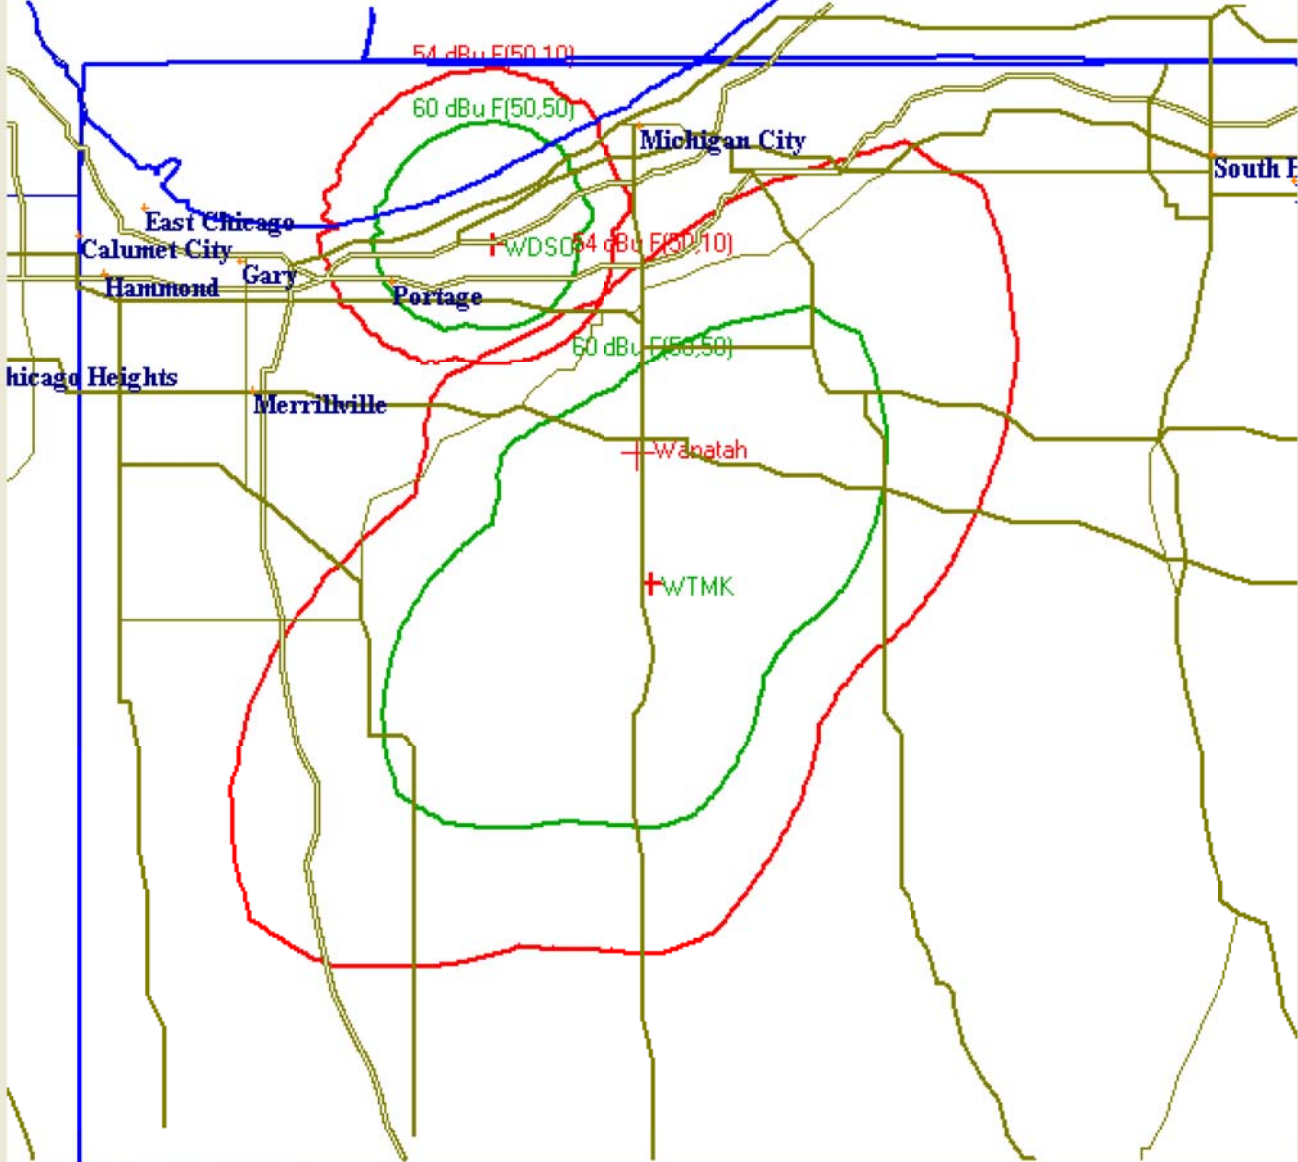 54 dBu F(50,10)
60 dBu F(50,50)
Michigan City
South
East Chicago
WDSO
54 dBu F(50,10)
Calumet City
Gary
Hammond
Portage
60 dBu F(50,50)
hicago Heights
Merrillville
Wanatah
WTMK